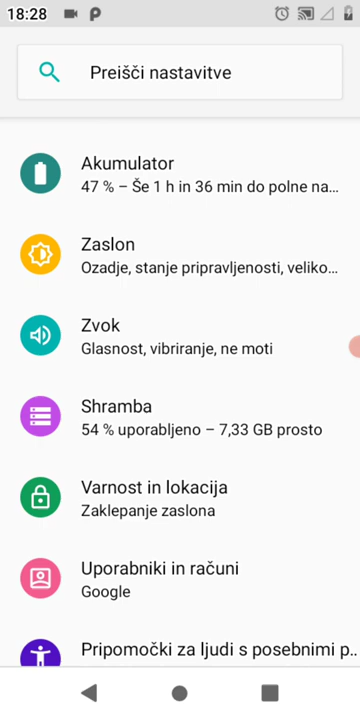 18:28
Preišči nastavitve
Akumulator
47 % – Še 1 h in 36 min do polne na…
Zaslon
Ozadje, stanje pripravljenosti, veliko…
Zvok
Glasnost, vibriranje, ne moti
Shramba
54 % uporabljeno – 7,33 GB prosto
Varnost in lokacija
Zaklepanje zaslona
Uporabniki in računi
Google
Pripomočki za ljudi s posebnimi p…